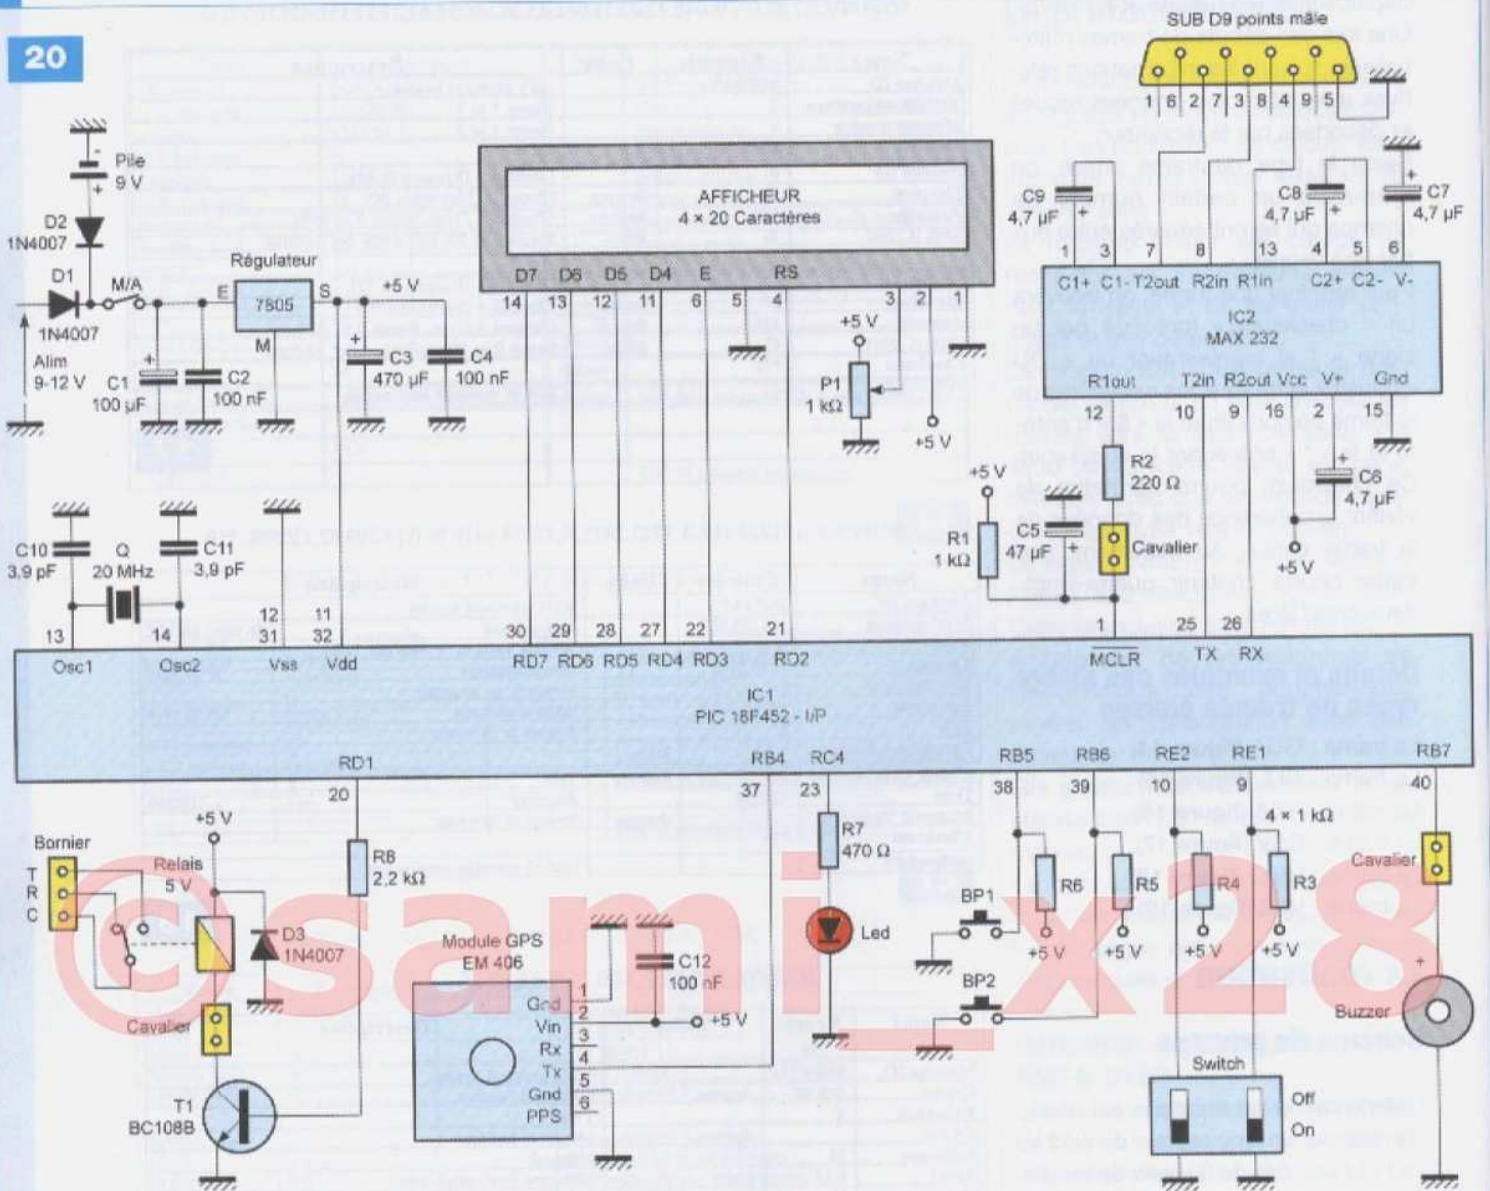 20
SUB D9 points mâle
1 6 2 7 3 8 4 9 5
Pile
9 V
-
+
D2
1N4007
D1
1N4007
M/A
Alim
9-12 V
Régulateur
E
7805
S
M
+5 V
+
C1
100 µF
C2
100 nF
+
C3
470 µF
C4
100 nF
AFFICHEUR
4 × 20 Caractères
D7 D6 D5 D4 E RS
14 13 12 11 6 5 4 3 2 1
+5 V
P1
1 kΩ
+5 V
C9
4,7 µF
+
C8
4,7 µF
+
C7
4,7 µF
+
1 3 7 8 13 4 5 6
C1+ C1- T2out R2in R1in C2+ C2- V-
IC2
MAX 232
R1out T2in R2out Vcc V+ Gnd
12 10 9 16 2 15
R2
220 Ω
+
C6
4,7 µF
+5 V
+5 V
R1
1 kΩ
C5
47 µF
+
Cavalier
C10
3,9 pF
Q
20 MHz
C11
3,9 pF
13 14
12 11
31 32
30 29 28 27 22 21
1 25 26
Osc1 Osc2 Vss Vdd RD7 RD6 RD5 RD4 RD3 RD2 MCLR TX RX
IC1
PIC 18F452 - I/P
RD1 RB4 RC4 RB5 RB6 RE2 RE1 RB7
20 37 23 38 39 10 9 40
4 × 1 kΩ
Bornier
T
R
C
+5 V
Relais
5 V
D3
1N4007
Cavalier
T1
BC108B
R8
2,2 kΩ
Module GPS
EM 406
Gnd 1
Vin 2
Rx 3
Tx 4
Gnd 5
PPS 6
C12
100 nF
+5 V
R7
470 Ω
Led
BP1
BP2
R6 R5 R4 R3
+5 V +5 V +5 V +5 V
Switch
Off
On
Cavalier
+
Buzzer
©sami_x28